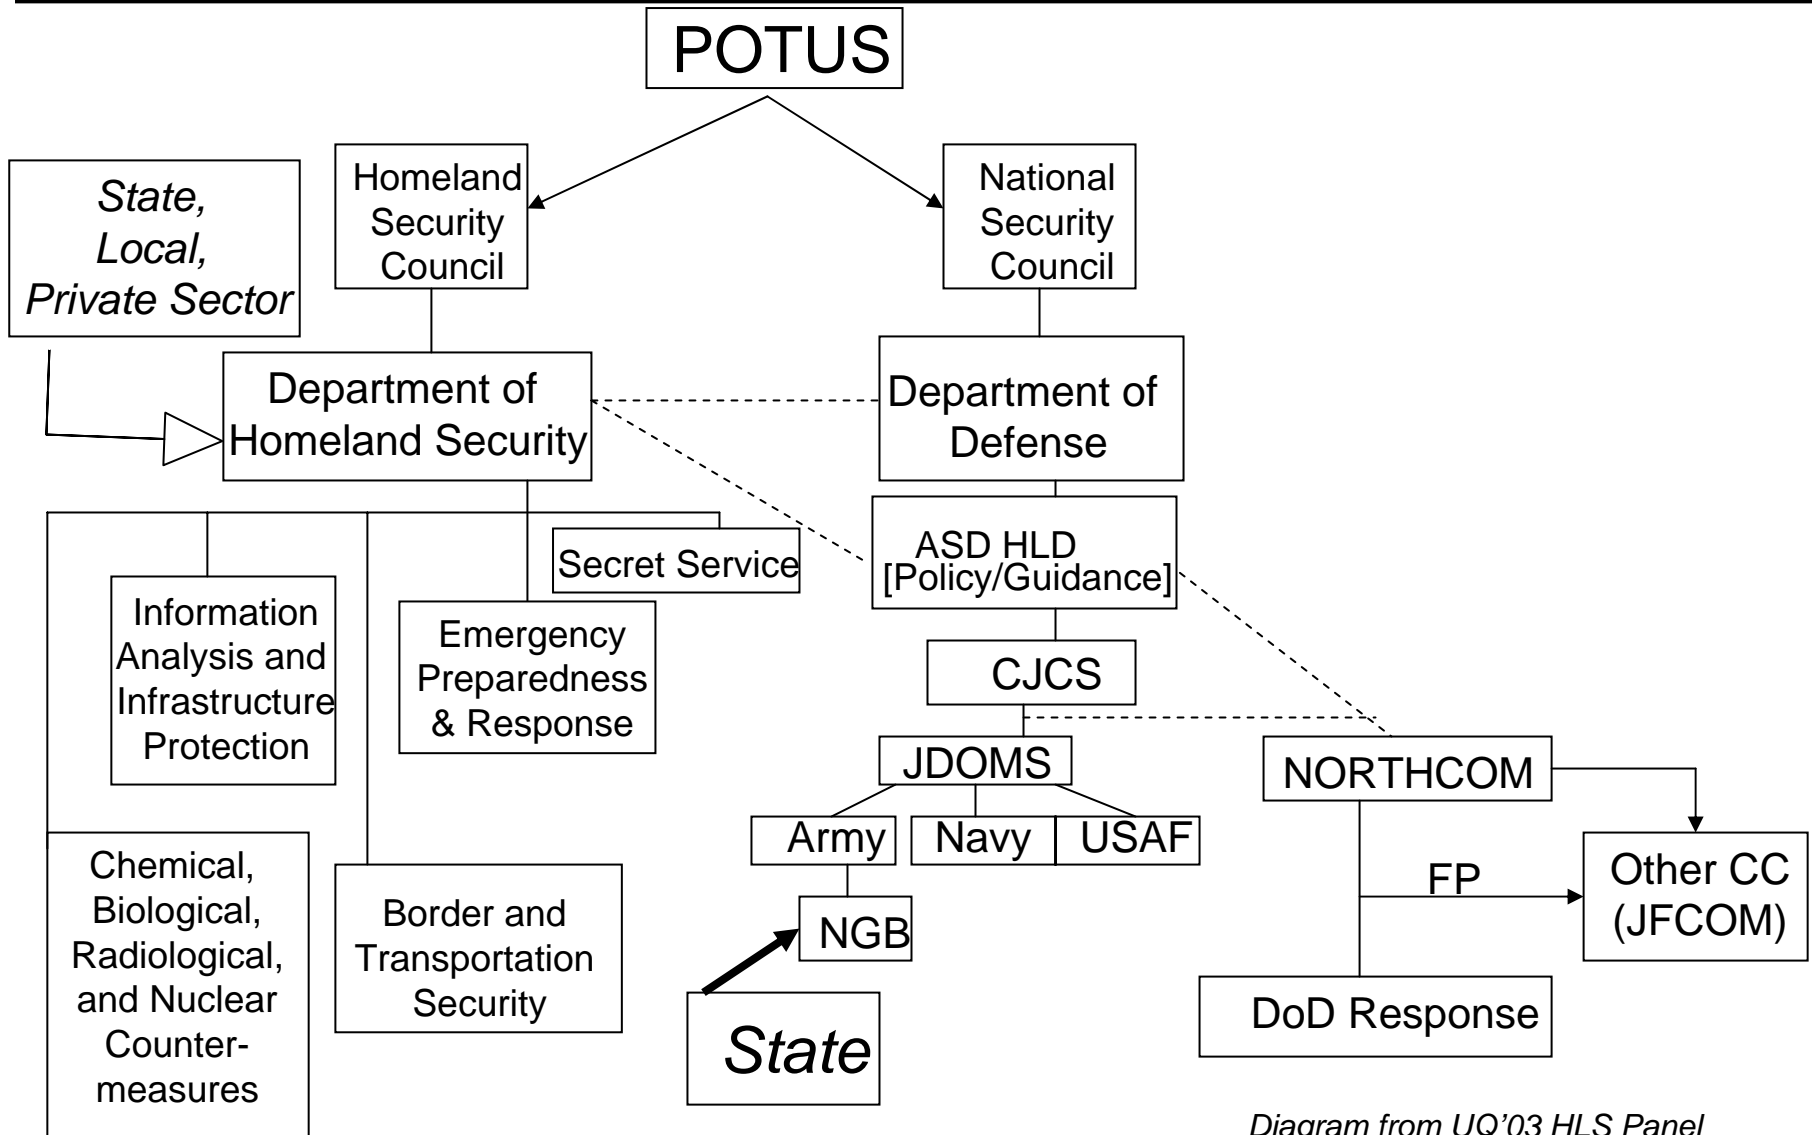 POTUS
State,
Local,
Private Sector
Homeland
Security
Council
National
Security
Council
Department of
Homeland Security
Department of
Defense
Secret Service
ASD HLD
[Policy/Guidance]
Information
Analysis and
Infrastructure
Protection
Emergency
Preparedness
& Response
CJCS
JDOMS
NORTHCOM
Army
Navy
USAF
Chemical,
Biological,
Radiological,
and Nuclear
Counter-
measures
Border and
Transportation
Security
NGB
FP
Other CC
(JFCOM)
State
DoD Response
Diagram from UQ’03 HLS Panel